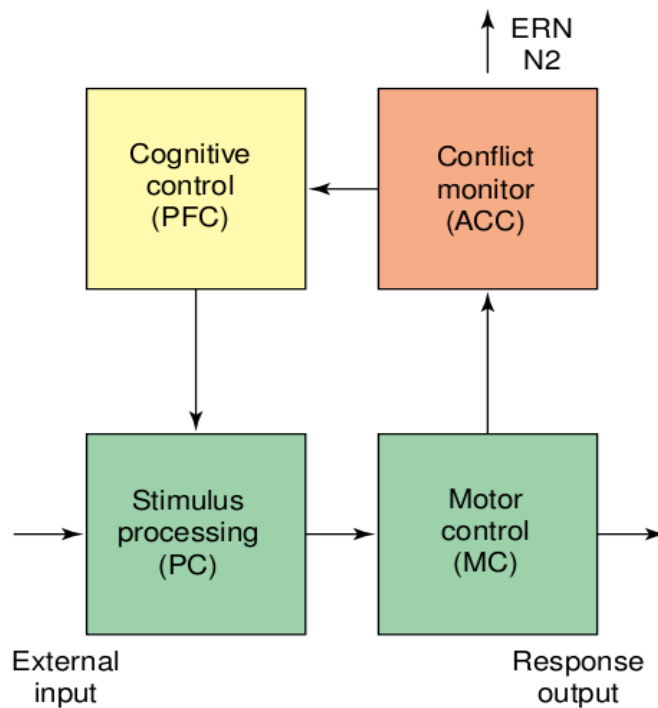 ERN
N2
Cognitive
control
(PFC)
Conflict
monitor
(ACC)
Stimulus
processing
(PC)
Motor
control
(MC)
External
input
Response
output